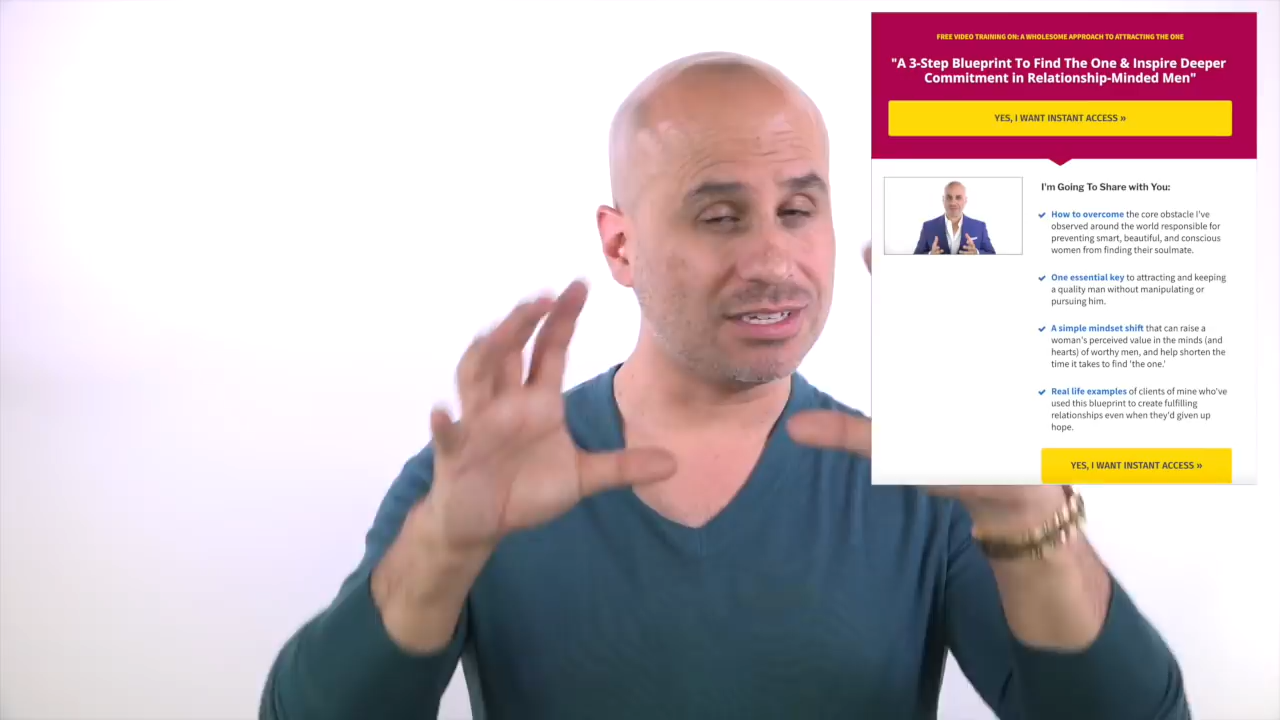 FREE VIDEO TRAINING ON: A WHOLESOME APPROACH TO ATTRACTING THE ONE
"A 3-Step Blueprint To Find The One & Inspire Deeper
Commitment in Relationship-Minded Men"
YES, I WANT INSTANT ACCESS »
I'm Going To Share with You:
How to overcome the core obstacle I've
observed around the world responsible for
preventing smart, beautiful, and conscious
women from finding their soulmate.
One essential key to attracting and keeping
a quality man without manipulating or
pursuing him.
A simple mindset shift that can raise a
woman's perceived value in the minds (and
hearts) of worthy men, and help shorten the
time it takes to find 'the one.'
Real life examples of clients of mine who've
used this blueprint to create fulfilling
relationships even when they'd given up
hope.
YES, I WANT INSTANT ACCESS »